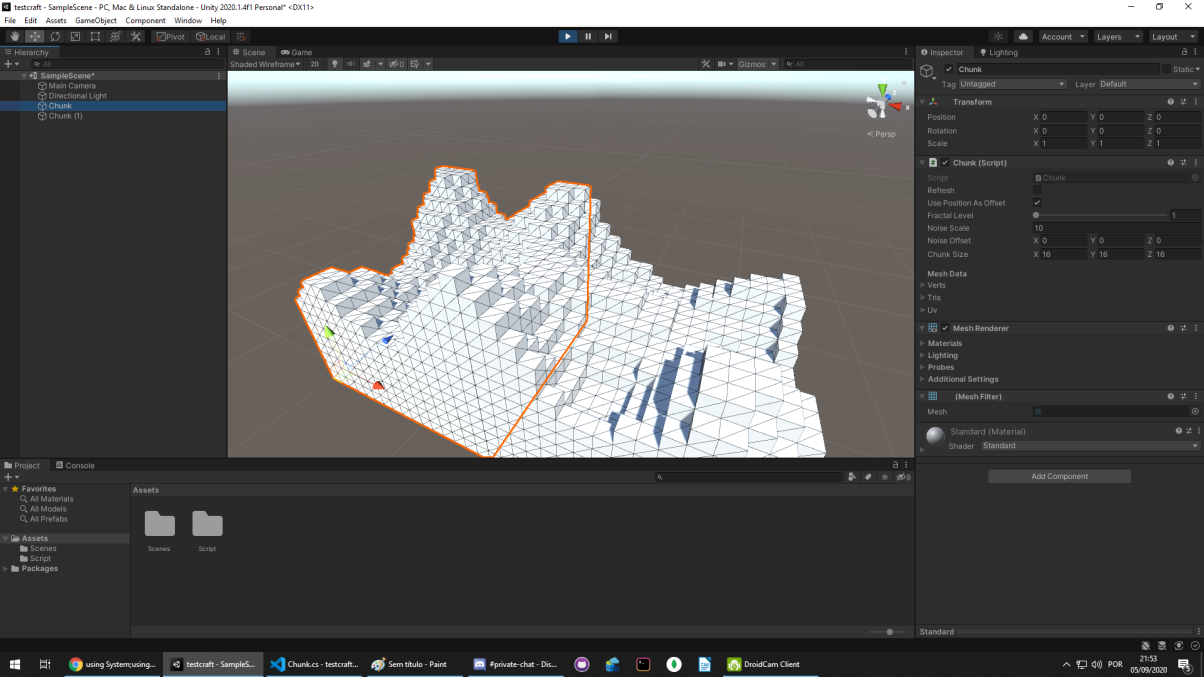 testcraft - SampleScene - PC, Mac & Linux Standalone - Unity 2020.1.4f1 Personal* <DX11>
File Edit Assets GameObject Component Window Help
Pivot Local Account Layers Layout
Hierarchy
All
SampleScene*
Main Camera
Directional Light
Chunk
Chunk (1)
Scene Game
Shaded Wireframe 2D 0 Gizmos All
x
< Persp
Inspector Lighting
Chunk Static
Tag Untagged Layer Default
Transform
Position X 0 Y 0 Z 0
Rotation X 0 Y 0 Z 0
Scale X 1 Y 1 Z 1
Chunk (Script)
Script Chunk
Refresh
Use Position As Offset
Fractal Level 1
Noise Scale 10
Noise Offset X 0 Y 0 Z 0
Chunk Size X 16 Y 16 Z 16
Mesh Data
Verts
Tris
Uv
Mesh Renderer
Materials
Lighting
Probes
Additional Settings
(Mesh Filter)
Mesh
Standard (Material)
Shader Standard
Add Component
Standard
Project Console
9
Favorites
All Materials
All Models
All Prefabs
Assets
Scenes
Script
Packages
Assets
Scenes Script
using System;using... testcraft - SampleS... Chunk.cs - testcraft... Sem título - Paint #private-chat - Dis... DroidCam Client
POR
21:53
05/09/2020
5